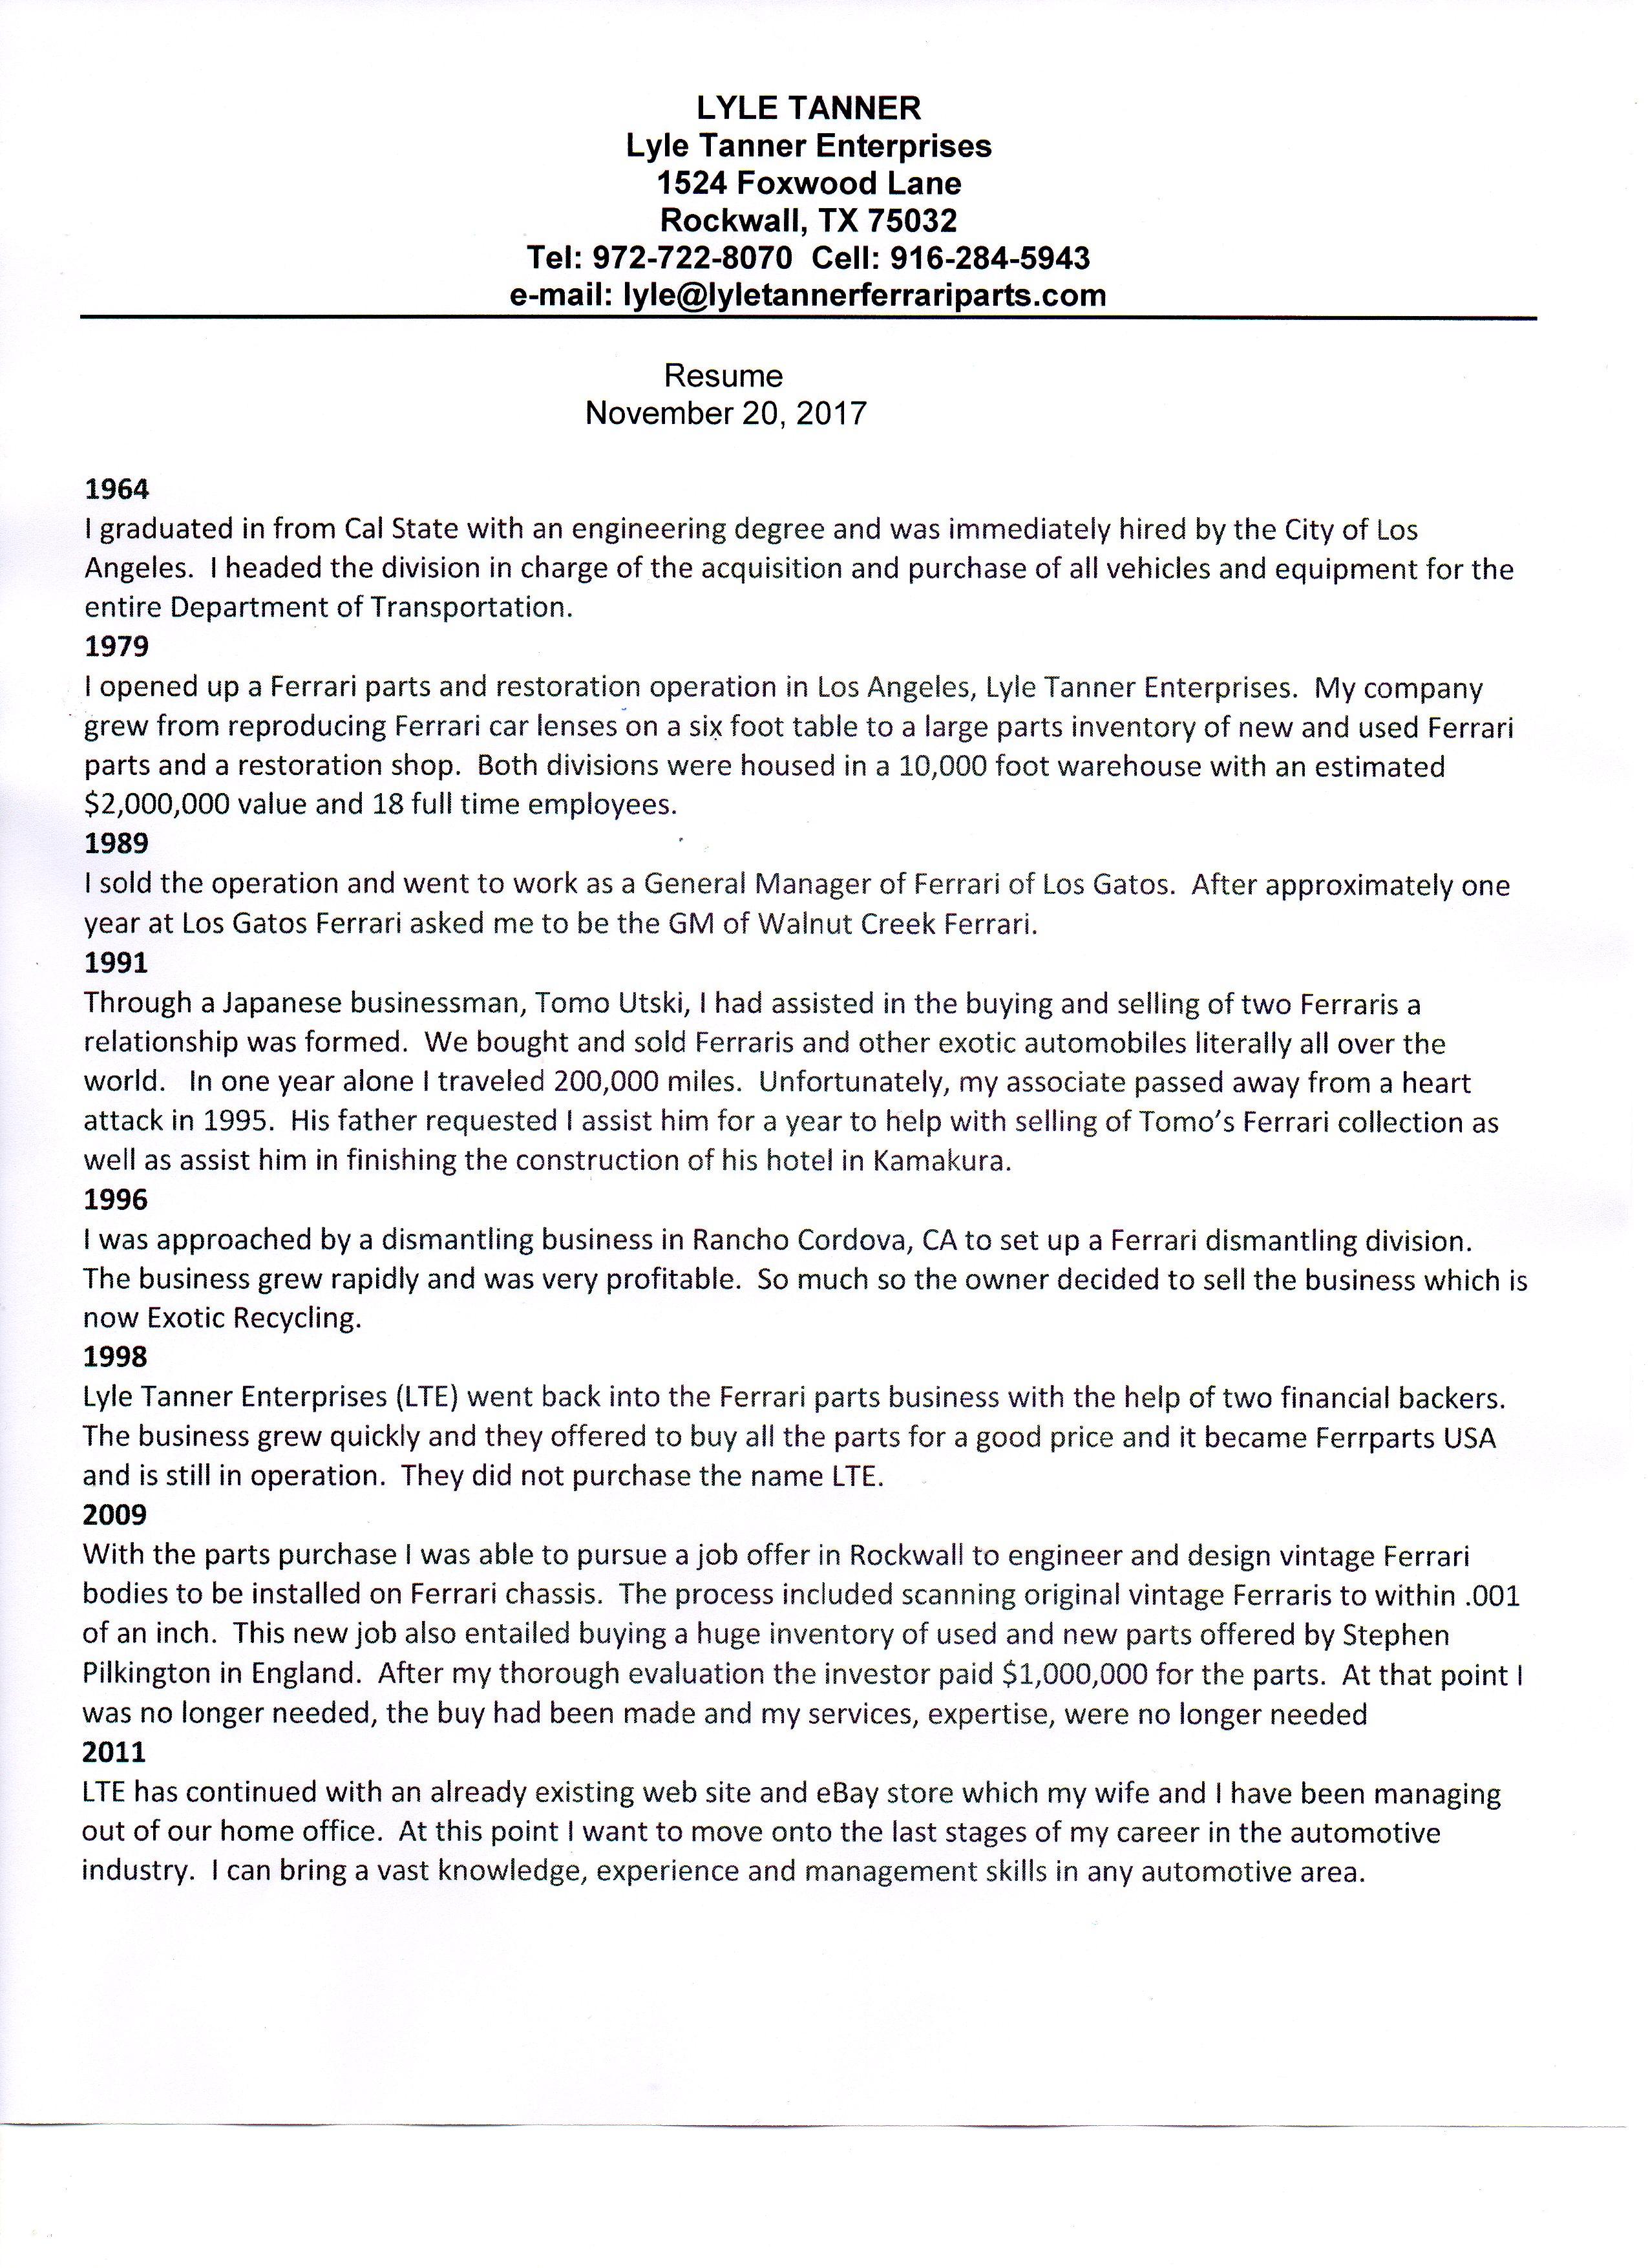 LYLE TANNER
Lyle Tanner Enterprises
1524 Foxwood Lane
Rockwall, TX 75032
Tel: 972-722-8070  Cell: 916-284-5943
e-mail: lyle@lyletannerferrariparts.com
Resume
November 20, 2017
1964
I graduated in from Cal State with an engineering degree and was immediately hired by the City of Los
Angeles.  I headed the division in charge of the acquisition and purchase of all vehicles and equipment for the
entire Department of Transportation.
1979
I opened up a Ferrari parts and restoration operation in Los Angeles, Lyle Tanner Enterprises.  My company
grew from reproducing Ferrari car lenses on a six foot table to a large parts inventory of new and used Ferrari
parts and a restoration shop.  Both divisions were housed in a 10,000 foot warehouse with an estimated
$2,000,000 value and 18 full time employees.
1989
I sold the operation and went to work as a General Manager of Ferrari of Los Gatos.  After approximately one
year at Los Gatos Ferrari asked me to be the GM of Walnut Creek Ferrari.
1991
Through a Japanese businessman, Tomo Utski, I had assisted in the buying and selling of two Ferraris a
relationship was formed.  We bought and sold Ferraris and other exotic automobiles literally all over the
world.   In one year alone I traveled 200,000 miles.  Unfortunately, my associate passed away from a heart
attack in 1995.  His father requested I assist him for a year to help with selling of Tomo’s Ferrari collection as
well as assist him in finishing the construction of his hotel in Kamakura.
1996
I was approached by a dismantling business in Rancho Cordova, CA to set up a Ferrari dismantling division.
The business grew rapidly and was very profitable.  So much so the owner decided to sell the business which is
now Exotic Recycling.
1998
Lyle Tanner Enterprises (LTE) went back into the Ferrari parts business with the help of two financial backers.
The business grew quickly and they offered to buy all the parts for a good price and it became Ferrparts USA
and is still in operation.  They did not purchase the name LTE.
2009
With the parts purchase I was able to pursue a job offer in Rockwall to engineer and design vintage Ferrari
bodies to be installed on Ferrari chassis.  The process included scanning original vintage Ferraris to within .001
of an inch.  This new job also entailed buying a huge inventory of used and new parts offered by Stephen
Pilkington in England.  After my thorough evaluation the investor paid $1,000,000 for the parts.  At that point I
was no longer needed, the buy had been made and my services, expertise, were no longer needed
2011
LTE has continued with an already existing web site and eBay store which my wife and I have been managing
out of our home office.  At this point I want to move onto the last stages of my career in the automotive
industry.  I can bring a vast knowledge, experience and management skills in any automotive area.